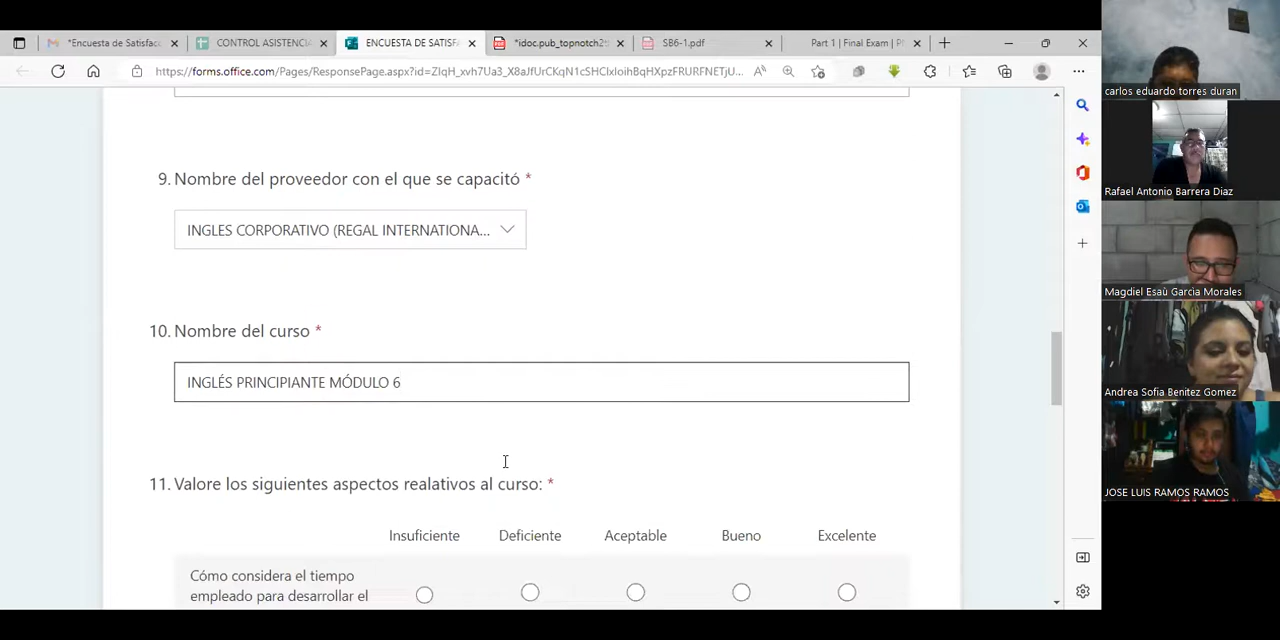 *Encuesta de Satisfacc
CONTROL ASISTENCIA
ENCUESTA DE SATISFA
*idoc.pub_topnotch2
SB6-1.pdf
Part 1 | Final Exam | P
https://forms.office.com/Pages/ResponsePage.aspx?id=ZIqH_xvh7Ua3_X8aJfUrCKqN1cSHClxIoihBqHXpzFRURFNETjU...
9. Nombre del proveedor con el que se capacitó *
INGLES CORPORATIVO (REGAL INTERNATIONA...
10. Nombre del curso *
INGLÉS PRINCIPIANTE MÓDULO 6
11. Valore los siguientes aspectos realativos al curso: *
Insuficiente Deficiente Aceptable Bueno Excelente
Cómo considera el tiempo
empleado para desarrollar el
carlos eduardo torres duran
Rafael Antonio Barrera Diaz
Magdiel Esaù Garcia Morales
Andrea Sofia Benitez Gomez
JOSE LUIS RAMOS RAMOS